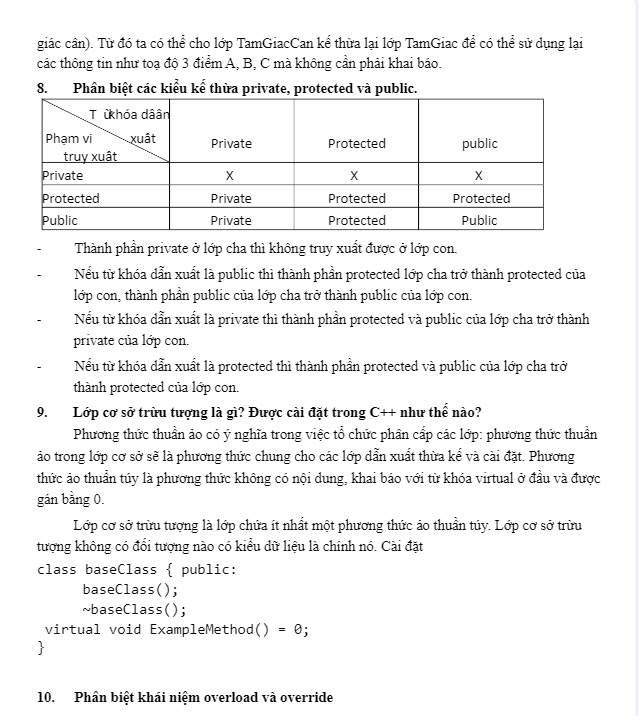 giác cân). Từ đó ta có thể cho lớp TamGiacCan kế thừa lại lớp TamGiac để có thể sử dụng lại
các thông tin như toạ độ 3 điểm A, B, C mà không cần phải khai báo.
8. Phân biệt các kiểu kế thừa private, protected và public.
T ừkhóa dâân
Phạm vi xuât Private Protected public
truy xuất
Private X X X
Protected Private Protected Protected
Public Private Protected Public
- Thành phần private ở lớp cha thì không truy xuất được ở lớp con.
- Nếu từ khóa dẫn xuất là public thì thành phần protected lớp cha trở thành protected của
lớp con, thành phần public của lớp cha trở thành public của lớp con.
- Nếu từ khóa dẫn xuất là private thì thành phần protected và public của lớp cha trở thành
private của lớp con.
- Nếu từ khóa dẫn xuất là protected thì thành phần protected và public của lớp cha trở
thành protected của lớp con.
9. Lớp cơ sở trừu tượng là gì? Được cài đặt trong C++ như thế nào?
Phương thức thuần ảo có ý nghĩa trong việc tổ chức phân cấp các lớp: phương thức thuần
ảo trong lớp cơ sở sẽ là phương thức chung cho các lớp dẫn xuất thừa kế và cài đặt. Phương
thức ảo thuần túy là phương thức không có nội dung, khai báo với từ khóa virtual ở đầu và được
gán bằng 0.
Lớp cơ sở trừu tượng là lớp chứa ít nhất một phương thức ảo thuần túy. Lớp cơ sở trừu
tượng không có đối tượng nào có kiểu dữ liệu là chính nó. Cài đặt
class baseClass { public:
baseClass();
~baseClass();
virtual void ExampleMethod() = 0;
}
10. Phân biệt khái niệm overload và override